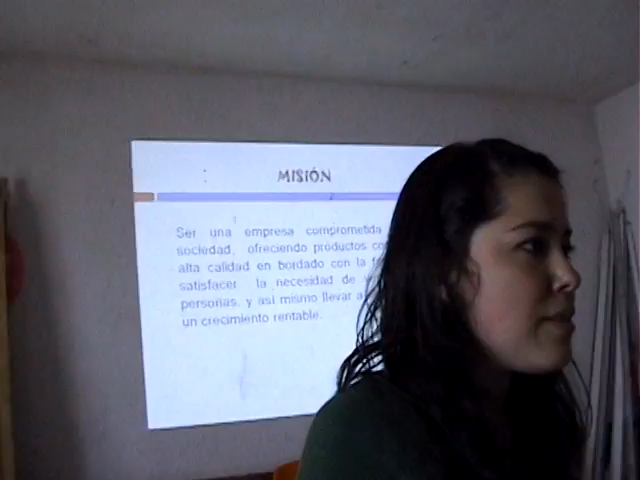 MISIÓN
Ser una empresa comprometida
sociedad, ofreciendo productos
alta calidad en bordado con la
satisfacer la necesidad de
personas, y así mismo llevar a
un crecimiento rentable.